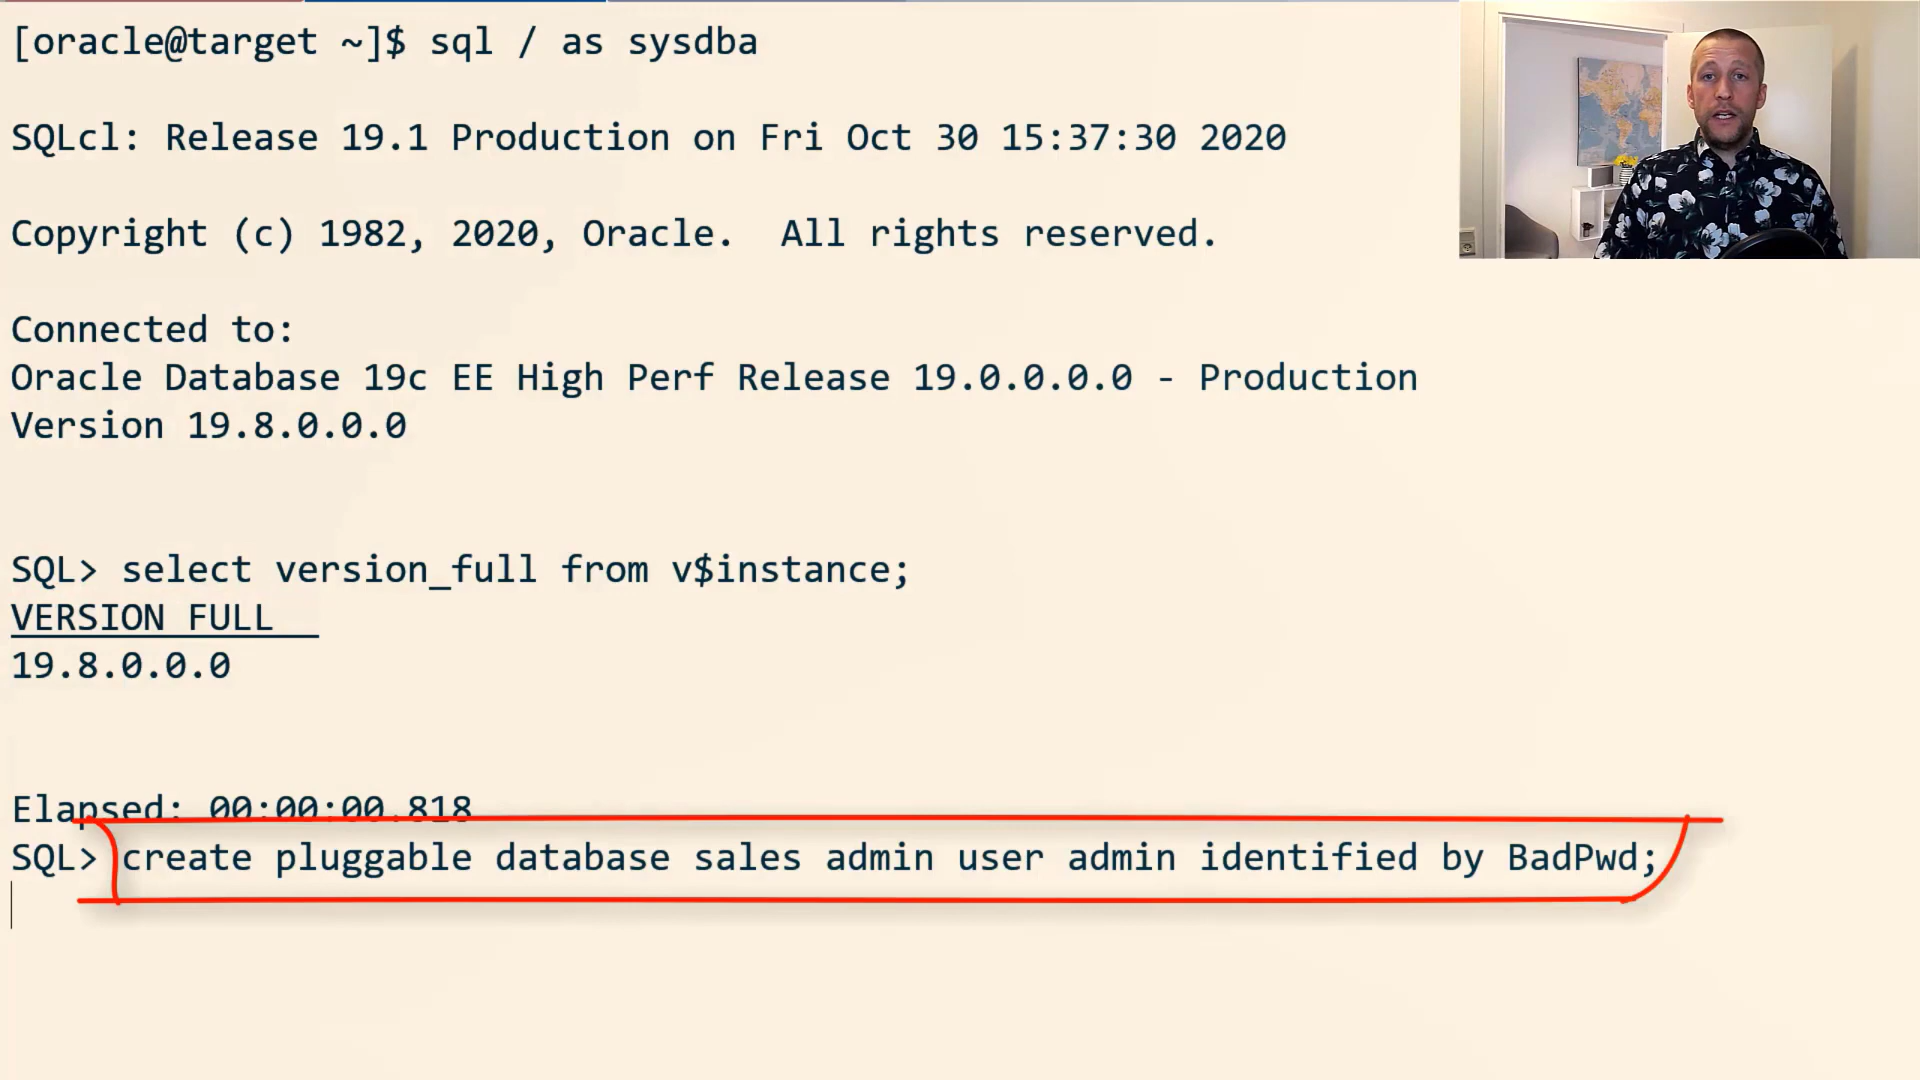 [oracle@target ~]$ sql / as sysdba
SQLcl: Release 19.1 Production on Fri Oct 30 15:37:30 2020
Copyright (c) 1982, 2020, Oracle.  All rights reserved.
Connected to:
Oracle Database 19c EE High Perf Release 19.0.0.0.0 - Production
Version 19.8.0.0.0
SQL> select version_full from v$instance;
VERSION_FULL
19.8.0.0.0
Elapsed: 00:00:00.818
SQL> create pluggable database sales admin user admin identified by BadPwd;